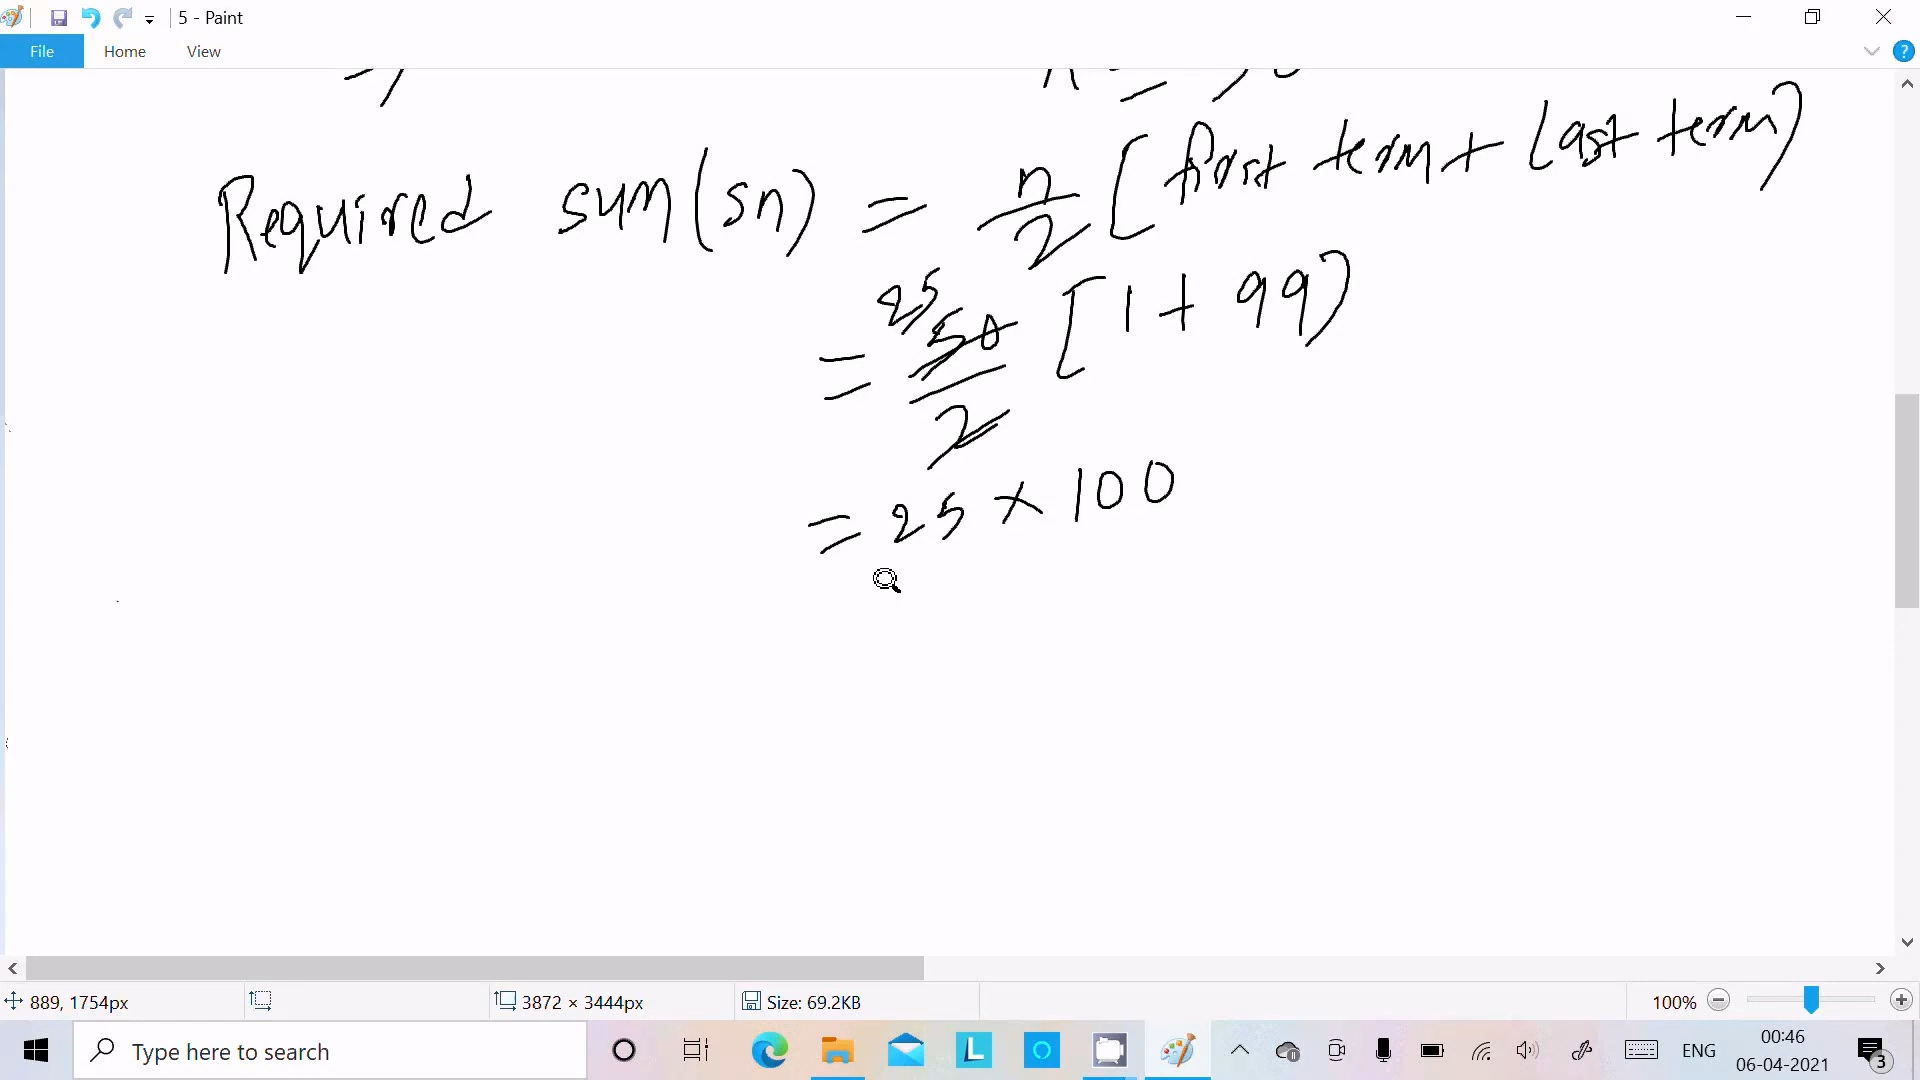 5 - Paint
File Home View
Required sum(sn) = n/2 [first term + last term)
25
= 50/2 [1 + 99)
= 25 × 100
889, 1754px 3872 × 3444px Size: 69.2KB 100%
Type here to search
L
ENG
00:46
06-04-2021
3